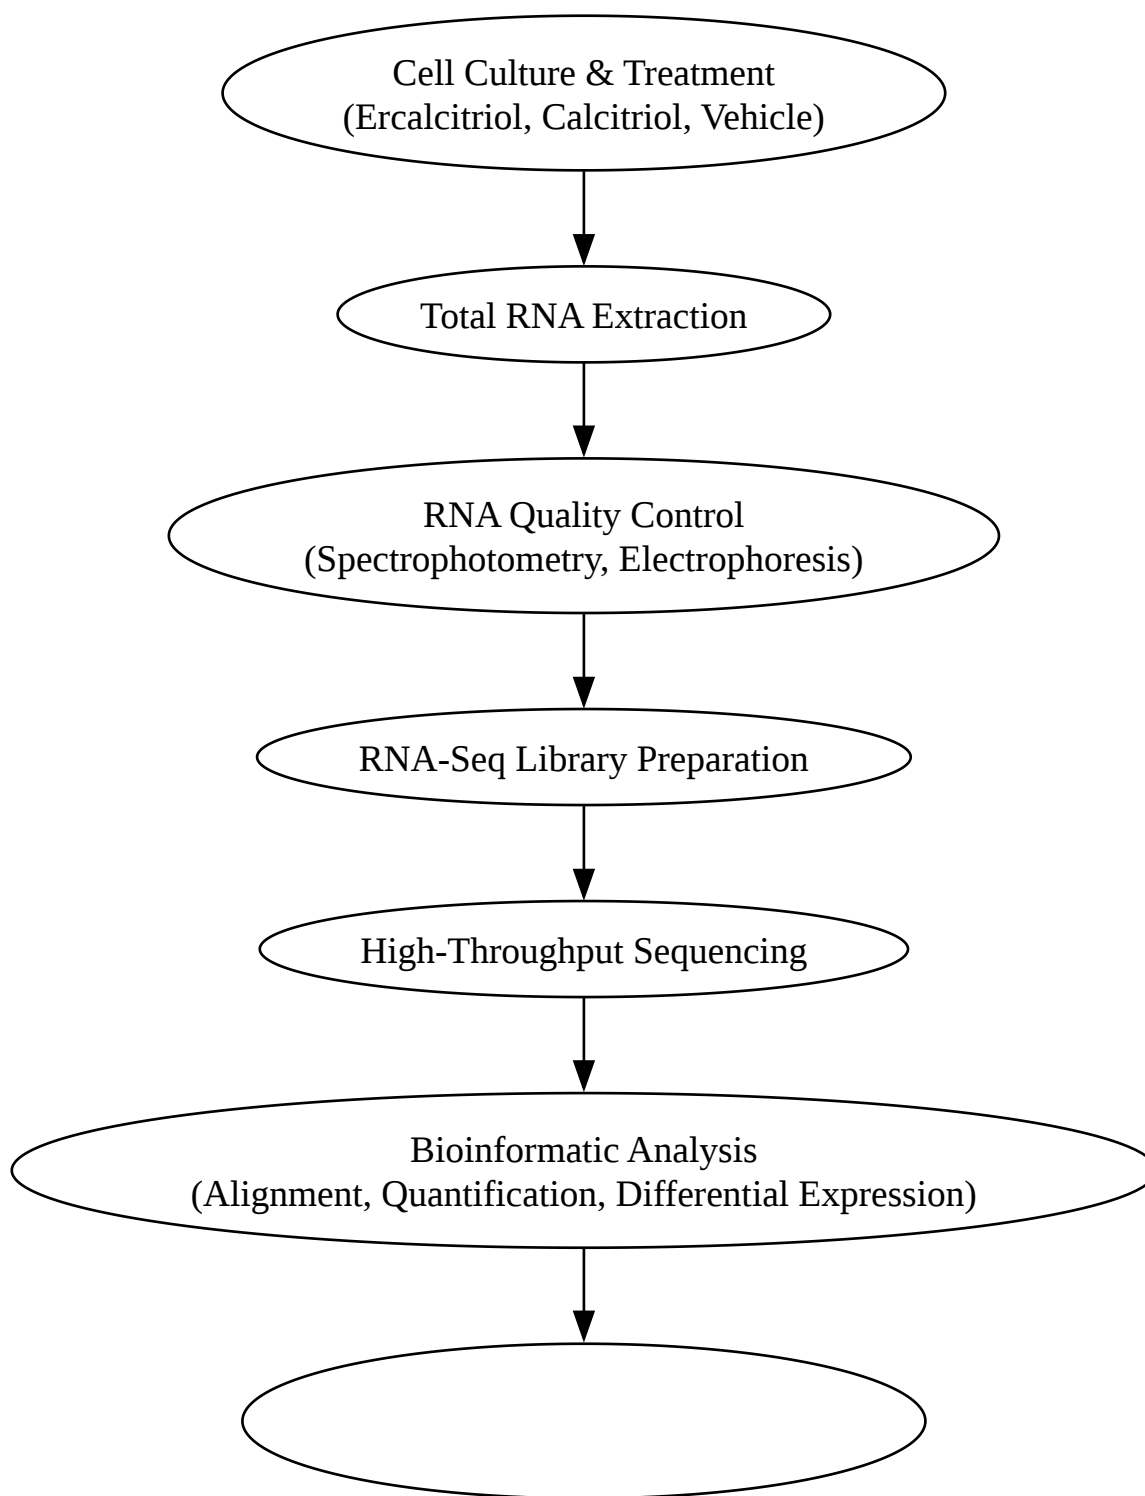 Cell Culture & Treatment
(Ercalcitriol, Calcitriol, Vehicle)
Total RNA Extraction
RNA Quality Control
(Spectrophotometry, Electrophoresis)
RNA-Seq Library Preparation
High-Throughput Sequencing
Bioinformatic Analysis
(Alignment, Quantification, Differential Expression)